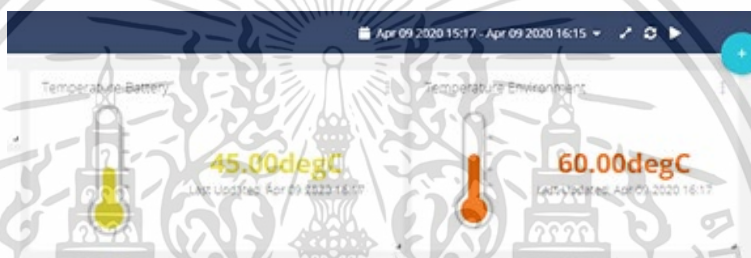 Apr 09 2020 15:17 - Apr 09 2020 16:15
Temperature Battery
45.00degC
Last Updated: Apr 09 2020 16:17
Temperature Environment
60.00degC
Last Updated: Apr 09 2020 16:17